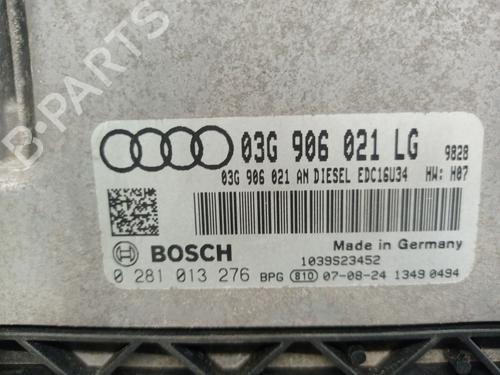 B-PARTS
03G 906 021 LG 9828
03G 906 021 AN DIESEL EDC16U34 HW: H07
BOSCH
Made in Germany
1039S23452
0 281 013 276 BPG 810 07-08-24 1349 0494